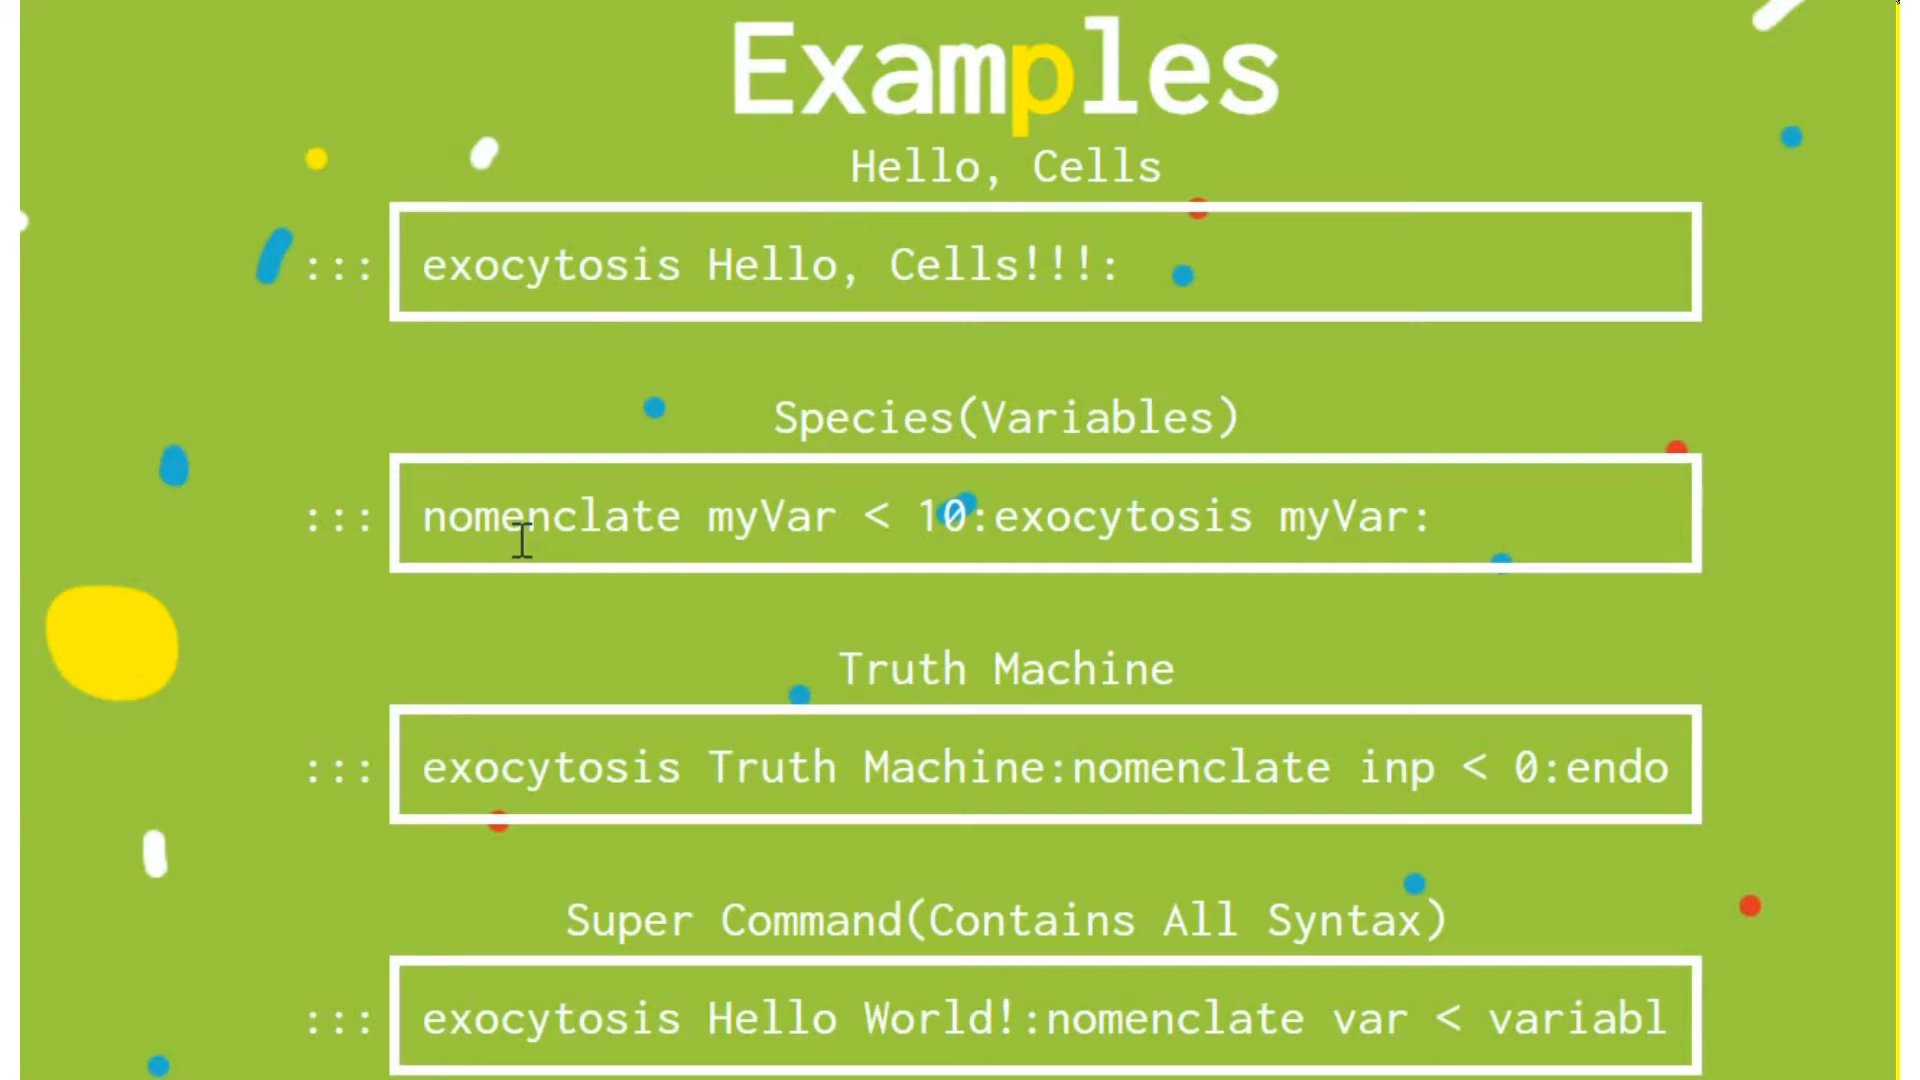 Examples
Hello, Cells
::: exocytosis Hello, Cells!!!:
Species(Variables)
::: nomenclate myVar < 10:exocytosis myVar:
Truth Machine
::: exocytosis Truth Machine:nomenclate inp < 0:endo
Super Command(Contains All Syntax)
::: exocytosis Hello World!:nomenclate var < variabl